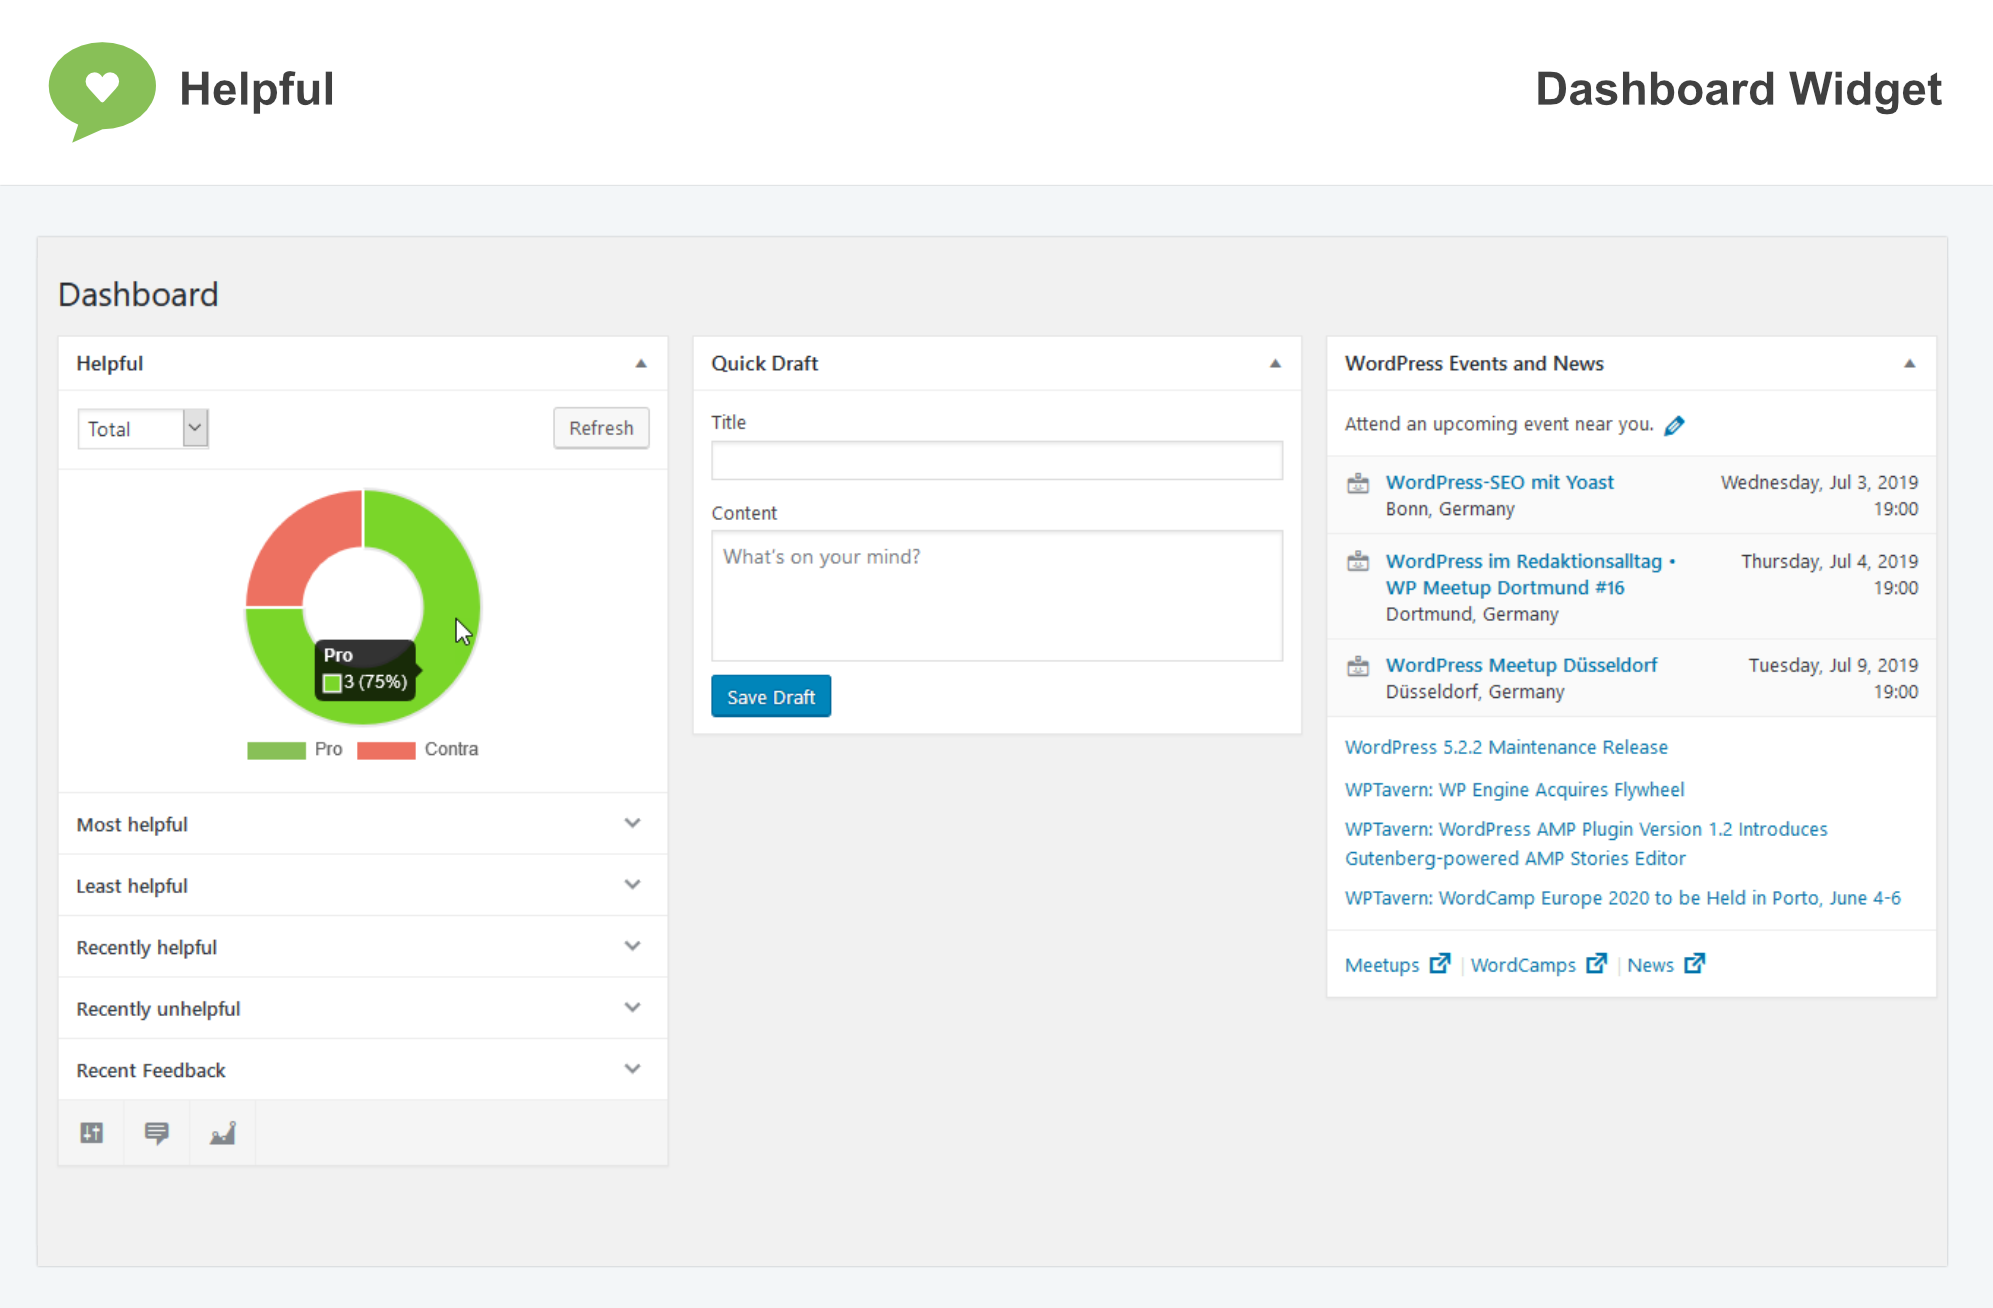 Helpful
Dashboard Widget
Dashboard
Helpful
Total
Refresh
Pro
3 (75%)
Pro
Contra
Most helpful
Least helpful
Recently helpful
Recently unhelpful
Recent Feedback
Quick Draft
Title
Content
What's on your mind?
Save Draft
WordPress Events and News
Attend an upcoming event near you.
WordPress-SEO mit Yoast
Wednesday, Jul 3, 2019
Bonn, Germany
19:00
WordPress im Redaktionsalltag •
Thursday, Jul 4, 2019
WP Meetup Dortmund #16
19:00
Dortmund, Germany
WordPress Meetup Düsseldorf
Tuesday, Jul 9, 2019
Düsseldorf, Germany
19:00
WordPress 5.2.2 Maintenance Release
WPTavern: WP Engine Acquires Flywheel
WPTavern: WordPress AMP Plugin Version 1.2 Introduces
Gutenberg-powered AMP Stories Editor
WPTavern: WordCamp Europe 2020 to be Held in Porto, June 4-6
Meetups | WordCamps | News